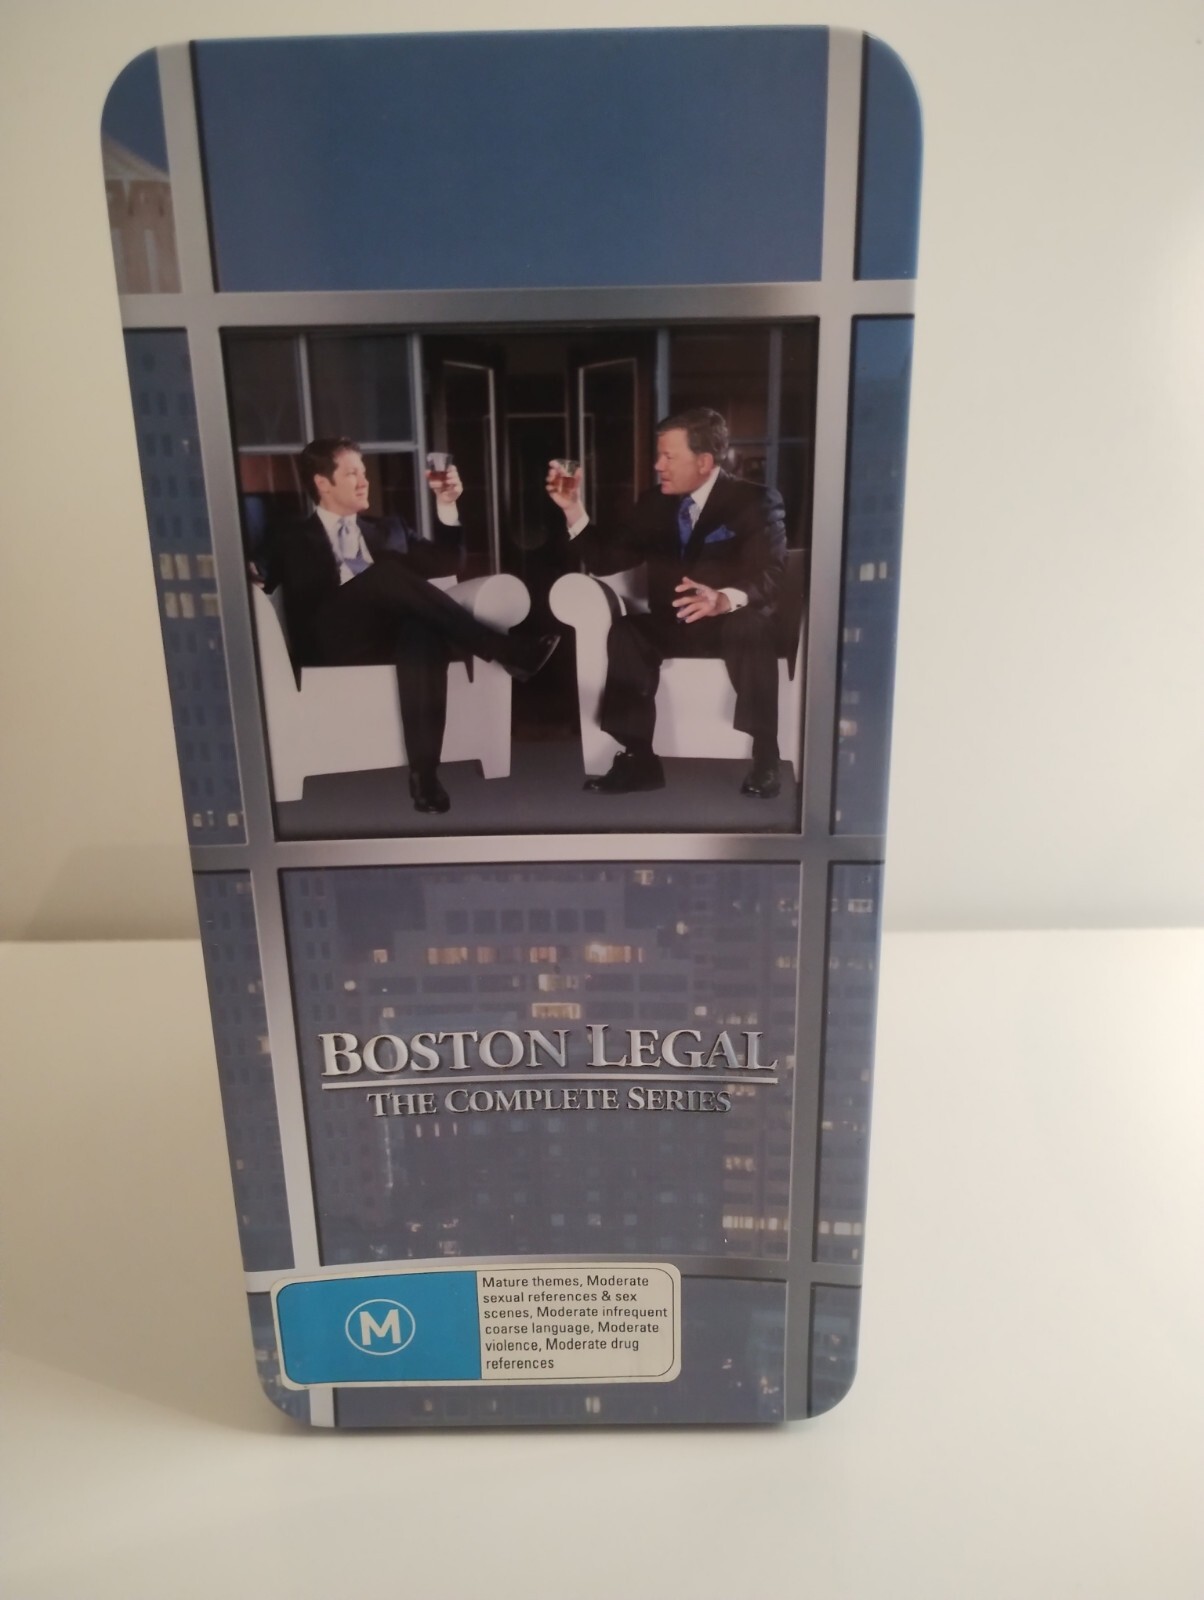 BOSTON LEGAL
THE COMPLETE SERIES
M
Mature themes, Moderate
sexual references & sex
scenes, Moderate infrequent
coarse language, Moderate
violence, Moderate drug
references